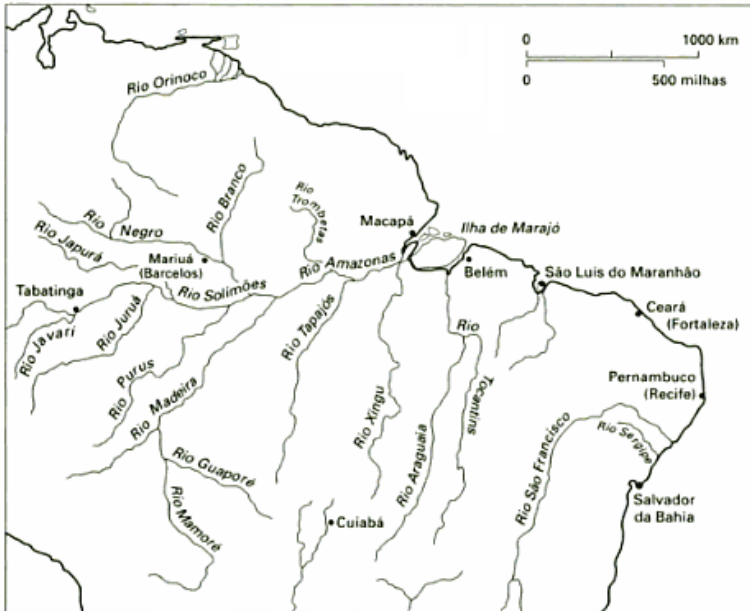 0 1000 km
0 500 milhas
Rio Orinoco
Rio Branco
Rio
Trombetas
Rio Negro
Rio Japurá
Mariuá
(Barcelos)
Macapá
Ilha de Marajó
Rio Amazonas
Belém
São Luis do Maranhão
Tabatinga
Rio Solimões
Ceará
(Fortaleza)
Rio Javarí
Rio Juruá
Rio Tapajós
Rio Purus
Rio Madeira
Rio Tocantins
Pernambuco
(Recife)
Rio Xingu
Rio Araguaia
Rio São Francisco
Rio Sergipe
Rio Guaporé
Rio Mamoré
Cuiabá
Salvador
da Bahia